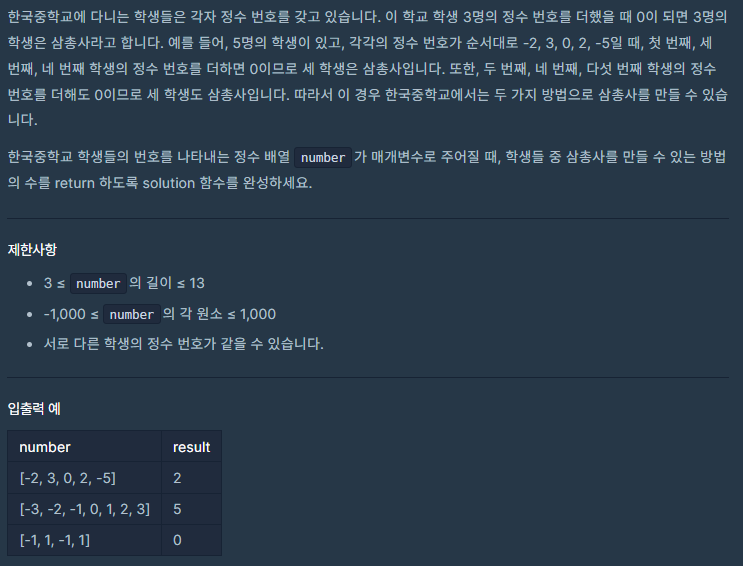 한국중학교에 다니는 학생들은 각자 정수 번호를 갖고 있습니다. 이 학교 학생 3명의 정수 번호를 더했을 때 0이 되면 3명의
학생은 삼총사라고 합니다. 예를 들어, 5명의 학생이 있고, 각각의 정수 번호가 순서대로 -2, 3, 0, 2, -5일 때, 첫 번째, 세
번째, 네 번째 학생의 정수 번호를 더하면 0이므로 세 학생은 삼총사입니다. 또한, 두 번째, 네 번째, 다섯 번째 학생의 정수
번호를 더해도 0이므로 세 학생도 삼총사입니다. 따라서 이 경우 한국중학교에서는 두 가지 방법으로 삼총사를 만들 수 있습
니다.
한국중학교 학생들의 번호를 나타내는 정수 배열 number 가 매개변수로 주어질 때, 학생들 중 삼총사를 만들 수 있는 방법
의 수를 return 하도록 solution 함수를 완성하세요.
제한사항
• 3 ≤ number 의 길이 ≤ 13
• -1,000 ≤ number 의 각 원소 ≤ 1,000
• 서로 다른 학생의 정수 번호가 같을 수 있습니다.
입출력 예
number result
[-2, 3, 0, 2, -5] 2
[-3, -2, -1, 0, 1, 2, 3] 5
[-1, 1, -1, 1] 0